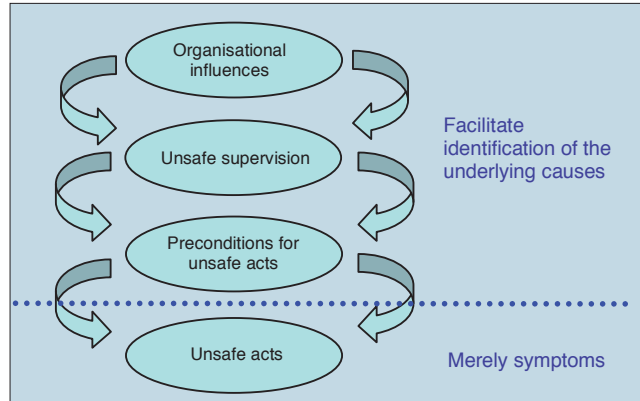 Organisational
influences
Facilitate
identification of the
underlying causes
Unsafe supervision
Preconditions for
unsafe acts
Unsafe acts
Merely symptoms